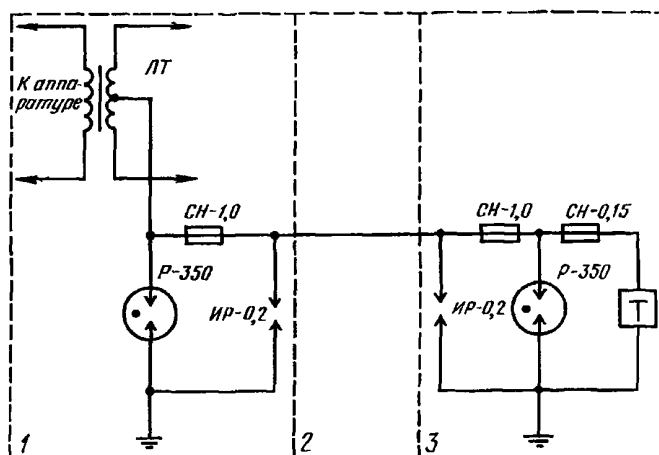 К аппа-
ратуре
ЛТ
СН-1,0
Р-350
ИР-0,2
СН-1,0
СН-0,15
Р-350
ИР-0,2
Т
1
2
3